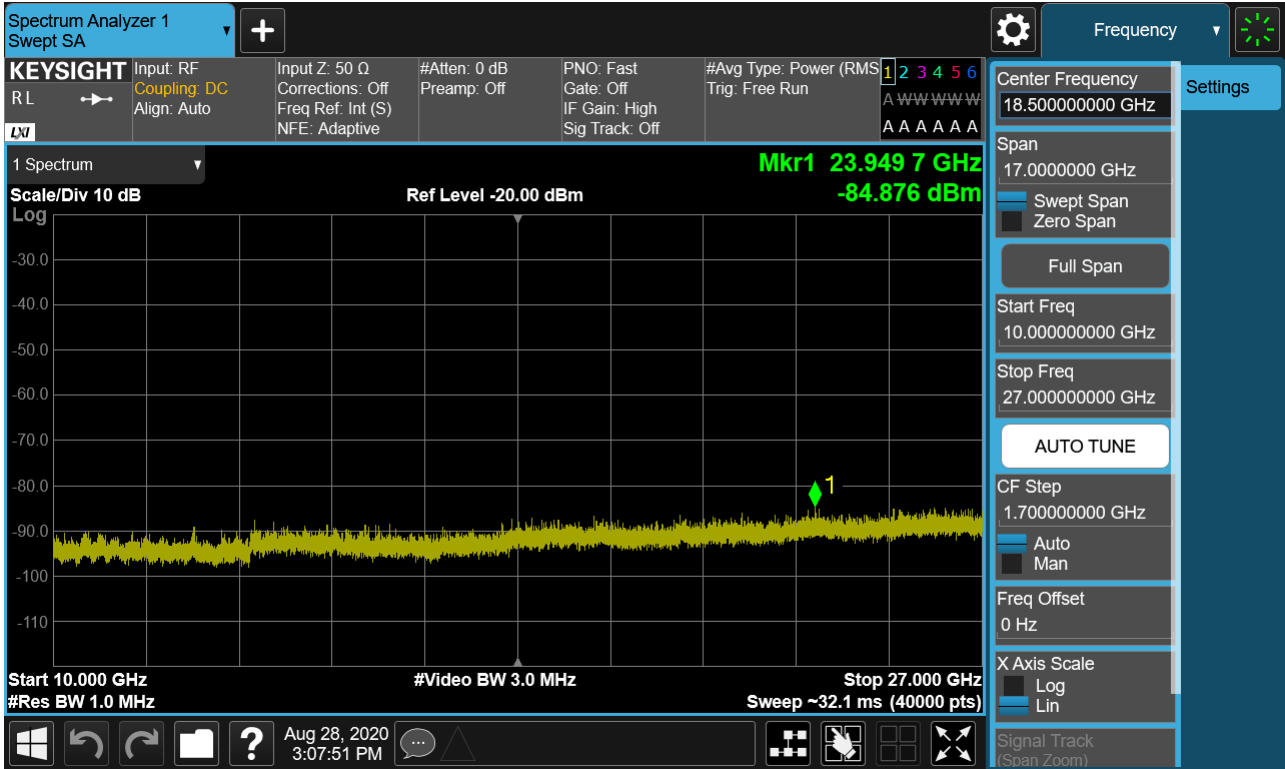 Spectrum Analyzer 1
Swept SA
+
Frequency
KEYSIGHT
R L
LXI
Input: RF
Coupling: DC
Align: Auto
Input Z: 50 Ω
Corrections: Off
Freq Ref: Int (S)
NFE: Adaptive
#Atten: 0 dB
Preamp: Off
PNO: Fast
Gate: Off
IF Gain: High
Sig Track: Off
#Avg Type: Power (RMS
Trig: Free Run
1 2 3 4 5 6
A W W W W W
A A A A A A
1 Spectrum
Scale/Div 10 dB
Log
Ref Level -20.00 dBm
Mkr1 23.949 7 GHz
-84.876 dBm
-30.0
-40.0
-50.0
-60.0
-70.0
-80.0
-90.0
-100
-110
1
Start 10.000 GHz
#Res BW 1.0 MHz
#Video BW 3.0 MHz
Stop 27.000 GHz
Sweep ~32.1 ms (40000 pts)
Center Frequency
18.500000000 GHz
Span
17.0000000 GHz
Swept Span
Zero Span
Full Span
Start Freq
10.000000000 GHz
Stop Freq
27.000000000 GHz
AUTO TUNE
CF Step
1.700000000 GHz
Auto
Man
Freq Offset
0 Hz
X Axis Scale
Log
Lin
Signal Track
(Span Zoom)
Settings
?
Aug 28, 2020
3:07:51 PM